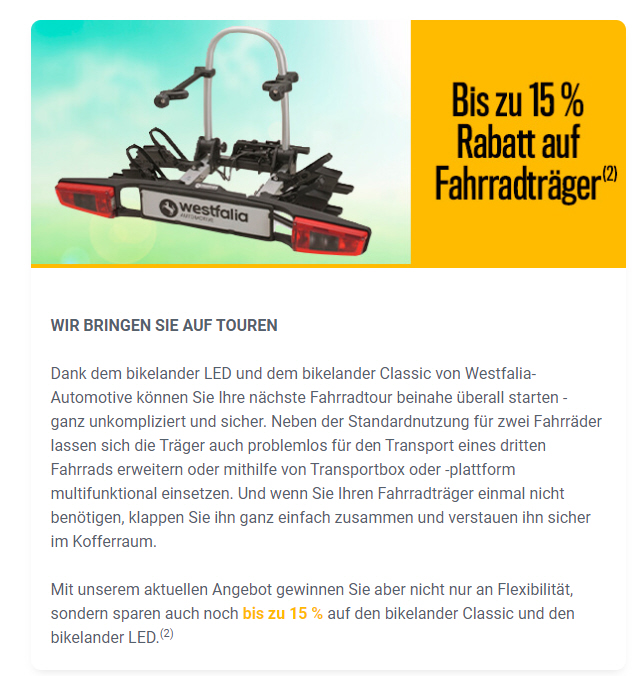 westfalia
AUTOMOTIVE
Bis zu 15 %
Rabatt auf
Fahrradträger(2)
WIR BRINGEN SIE AUF TOUREN
Dank dem bikelander LED und dem bikelander Classic von Westfalia-
Automotive können Sie Ihre nächste Fahrradtour beinahe überall starten -
ganz unkompliziert und sicher. Neben der Standardnutzung für zwei Fahrräder
lassen sich die Träger auch problemlos für den Transport eines dritten
Fahrrads erweitern oder mithilfe von Transportbox oder -plattform
multifunktional einsetzen. Und wenn Sie Ihren Fahrradträger einmal nicht
benötigen, klappen Sie ihn ganz einfach zusammen und verstauen ihn sicher
im Kofferraum.
Mit unserem aktuellen Angebot gewinnen Sie aber nicht nur an Flexibilität,
sondern sparen auch noch bis zu 15 % auf den bikelander Classic und den
bikelander LED.(2)